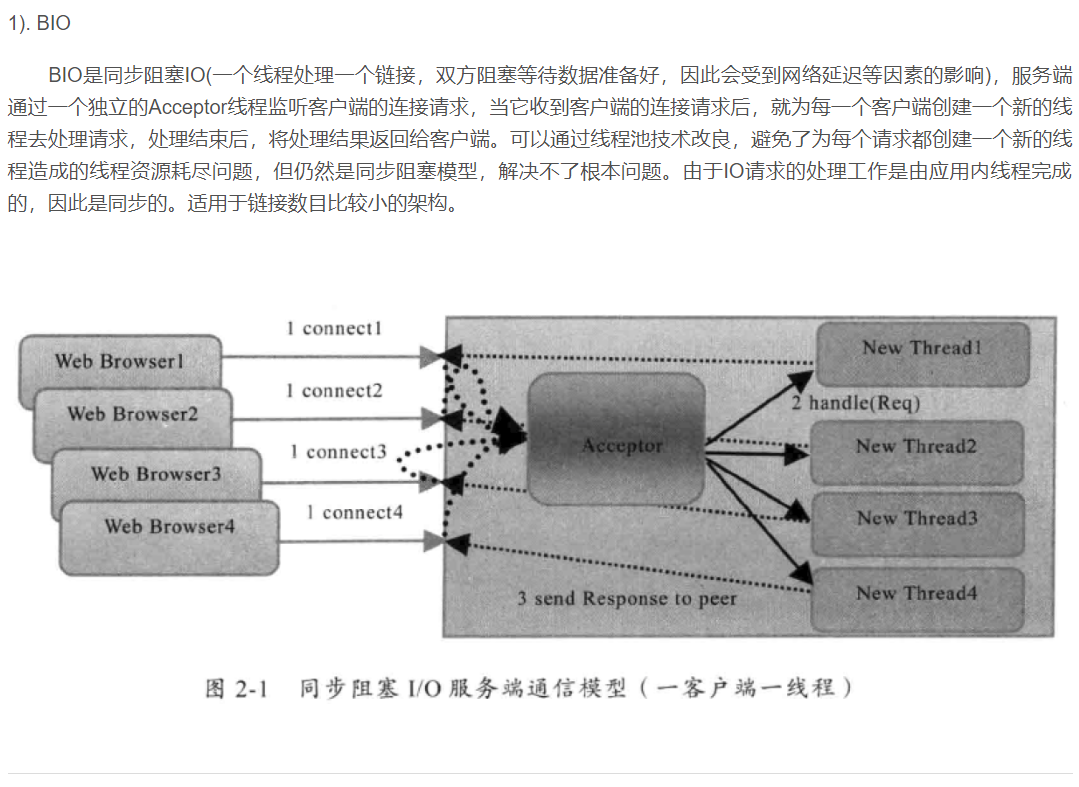 1). BIO
BIO是同步阻塞IO(一个线程处理一个链接，双方阻塞等待数据准备好，因此会受到网络延迟等因素的影响)，服务端
通过一个独立的Acceptor线程监听客户端的连接请求，当它收到客户端的连接请求后，就为每一个客户端创建一个新的线
程去处理请求，处理结束后，将处理结果返回给客户端。可以通过线程池技术改良，避免了为每个请求都创建一个新的线
程造成的线程资源耗尽问题，但仍然是同步阻塞模型，解决不了根本问题。由于IO请求的处理工作是由应用内线程完成
的，因此是同步的。适用于链接数目比较小的架构。
1 connect1
Web Browser1
New Thread1
1 connect2
2 handle(Req)
Web Browser2
Acceptor
New Thread2
1 connect3
Web Browser3
1 connect4
New Thread3
Web Browser4
3 send Response to peer
New Thread4
图 2-1 同步阻塞 I/O 服务端通信模型（一客户端一线程）